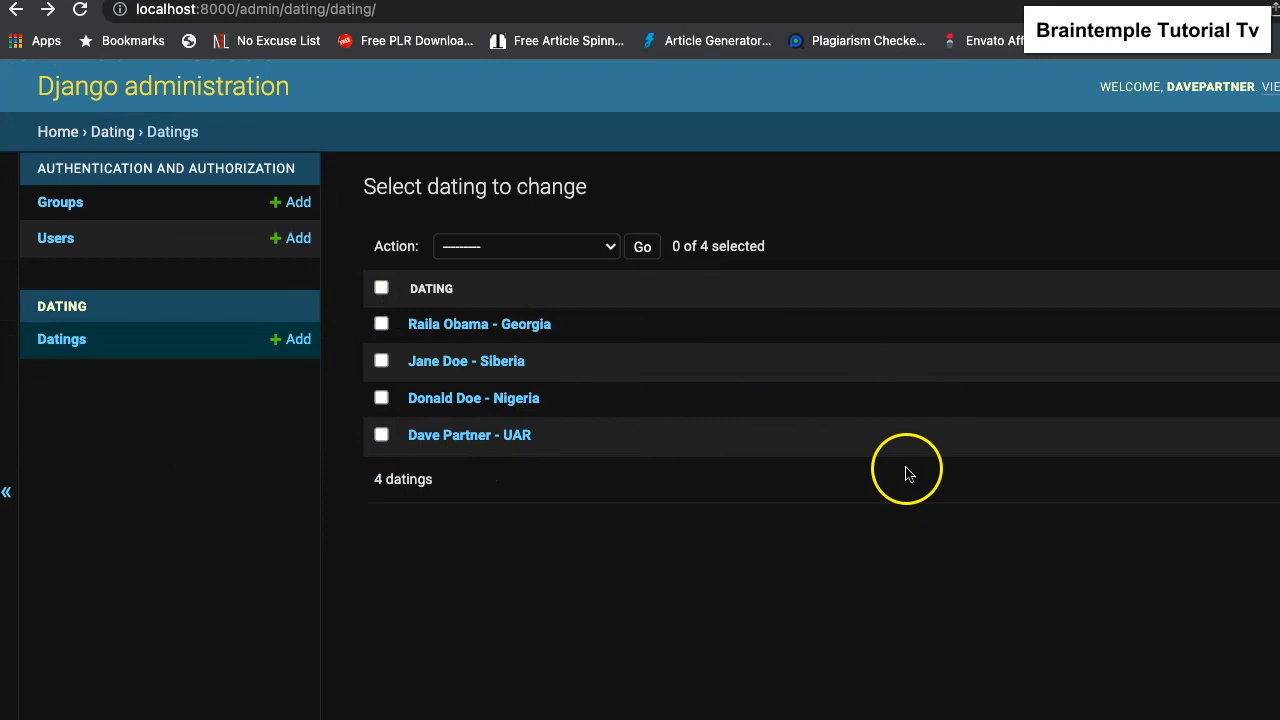 localhost:8000/admin/dating/dating/
Braintemple Tutorial Tv
Apps Bookmarks No Excuse List Free PLR Downloa... Free Article Spinn... Article Generator... Plagiarism Checke... Envato Aff
Django administration
WELCOME, DAVEPARTNER. VIE
Home › Dating › Datings
AUTHENTICATION AND AUTHORIZATION
Groups + Add
Users + Add
DATING
Datings + Add
«
Select dating to change
Action: --------- Go 0 of 4 selected
DATING
Raila Obama - Georgia
Jane Doe - Siberia
Donald Doe - Nigeria
Dave Partner - UAR
4 datings